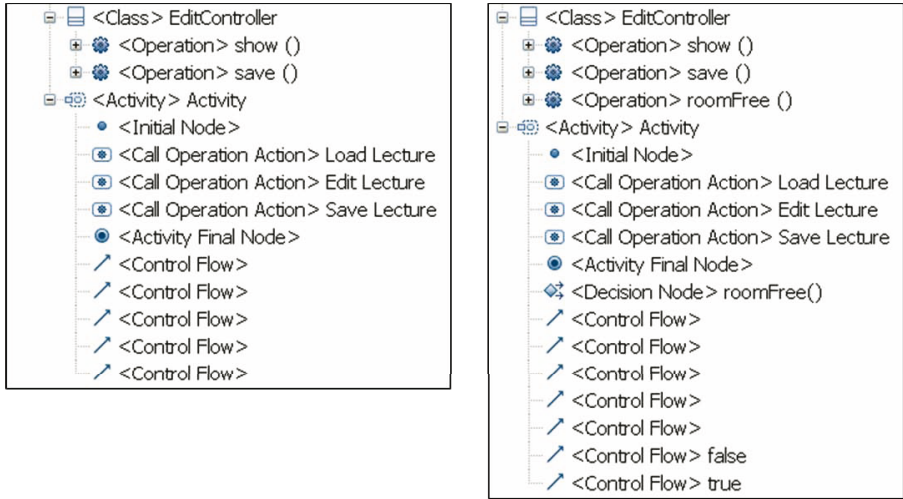 <Class> EditController
<Operation> show ()
<Operation> save ()
<Activity> Activity
<Initial Node>
<Call Operation Action> Load Lecture
<Call Operation Action> Edit Lecture
<Call Operation Action> Save Lecture
<Activity Final Node>
<Control Flow>
<Control Flow>
<Control Flow>
<Control Flow>
<Control Flow>
<Class> EditController
<Operation> show ()
<Operation> save ()
<Operation> roomFree ()
<Activity> Activity
<Initial Node>
<Call Operation Action> Load Lecture
<Call Operation Action> Edit Lecture
<Call Operation Action> Save Lecture
<Activity Final Node>
<Decision Node> roomFree()
<Control Flow>
<Control Flow>
<Control Flow>
<Control Flow>
<Control Flow>
<Control Flow> false
<Control Flow> true